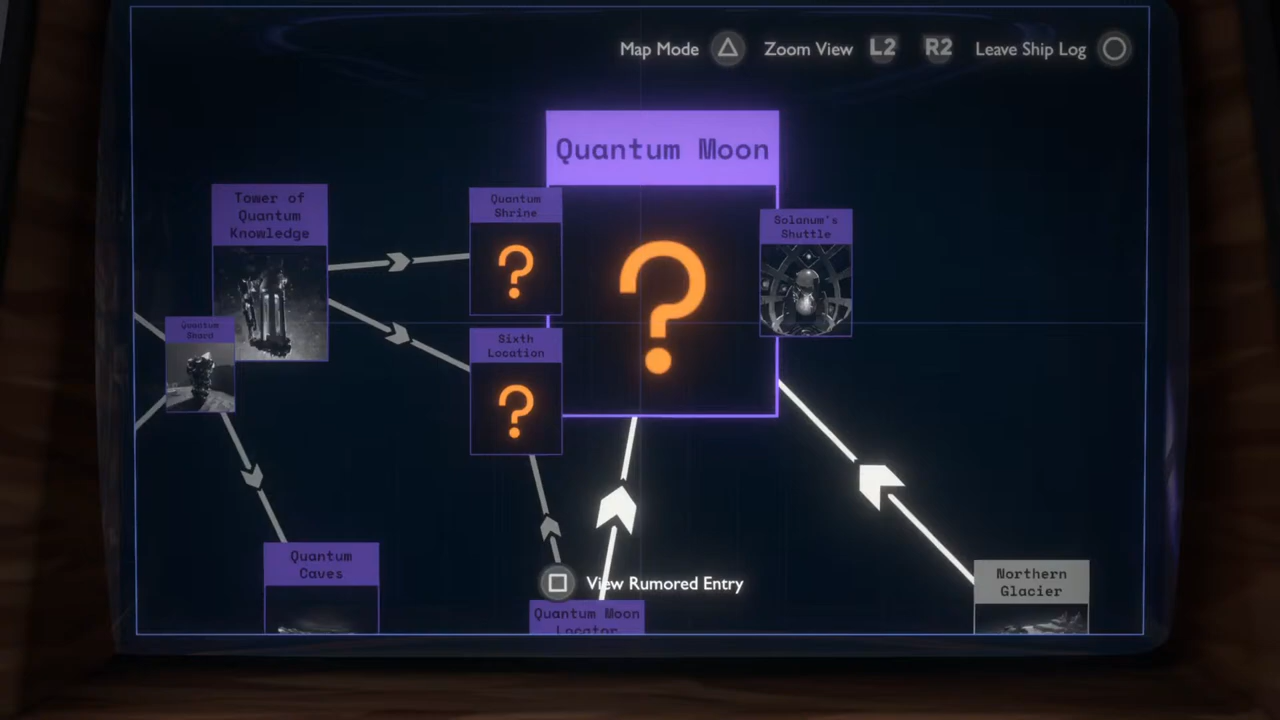 Map Mode
Zoom View L2 R2
Leave Ship Log
Quantum Moon
Tower of
Quantum
Knowledge
Quantum
Shrine
Solanum's
Shuttle
?
?
Quantum
Shard
Sixth
Location
?
Quantum
Caves
View Rumored Entry
Northern
Glacier
Quantum Moon
Locator